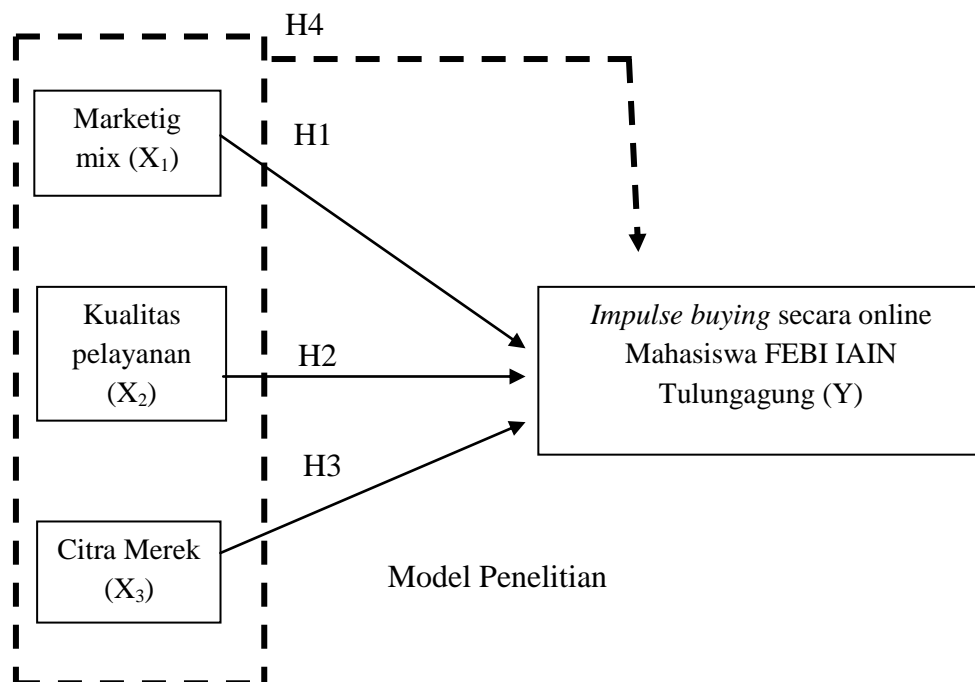 H4
Marketig
mix (X₁)
H1
Kualitas
pelayanan
(X₂)
H2
Impulse buying secara online
Mahasiswa FEBI IAIN
Tulungagung (Y)
H3
Citra Merek
(X₃)
Model Penelitian